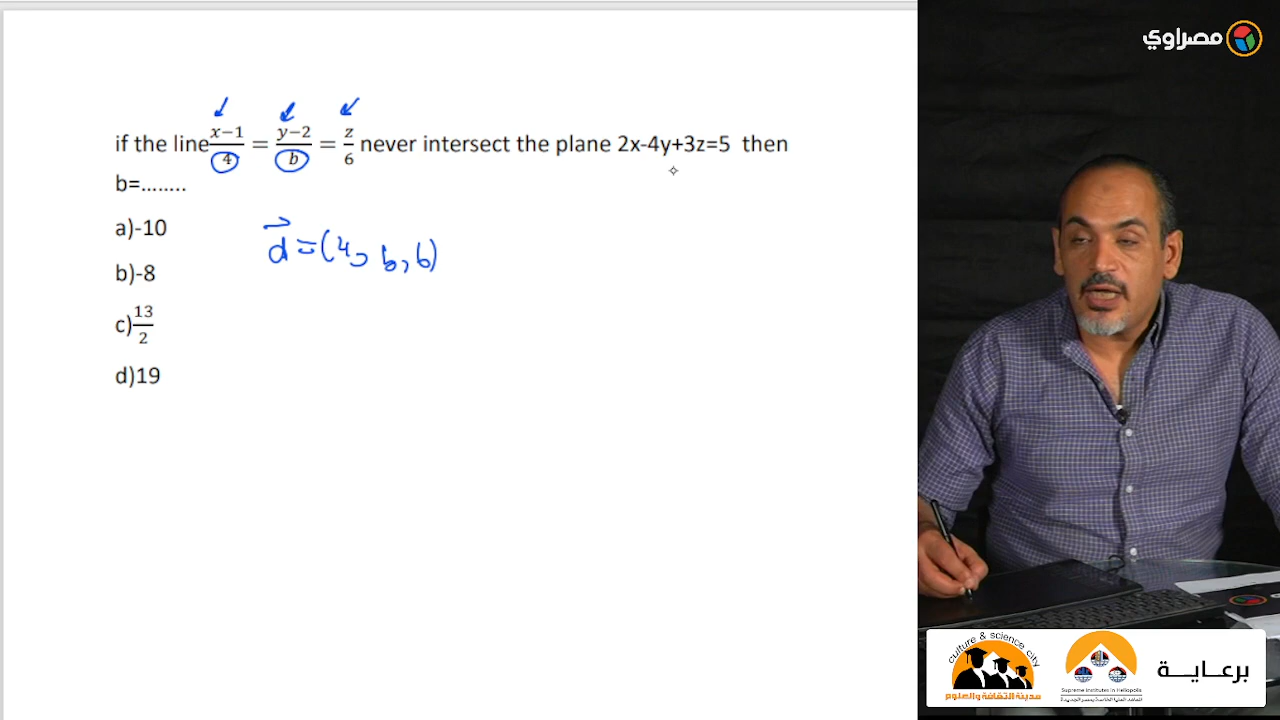 if the line x−1/4 = y−2/b = z/6 never intersect the plane 2x-4y+3z=5 then
b=........
a)-10
b)-8
c)13/2
d)19
d=(4, b, 6)
مصراوي
culture & science city
مدينة الثقافة والعلوم
Supreme Institutes in Heliopolis
برعاية